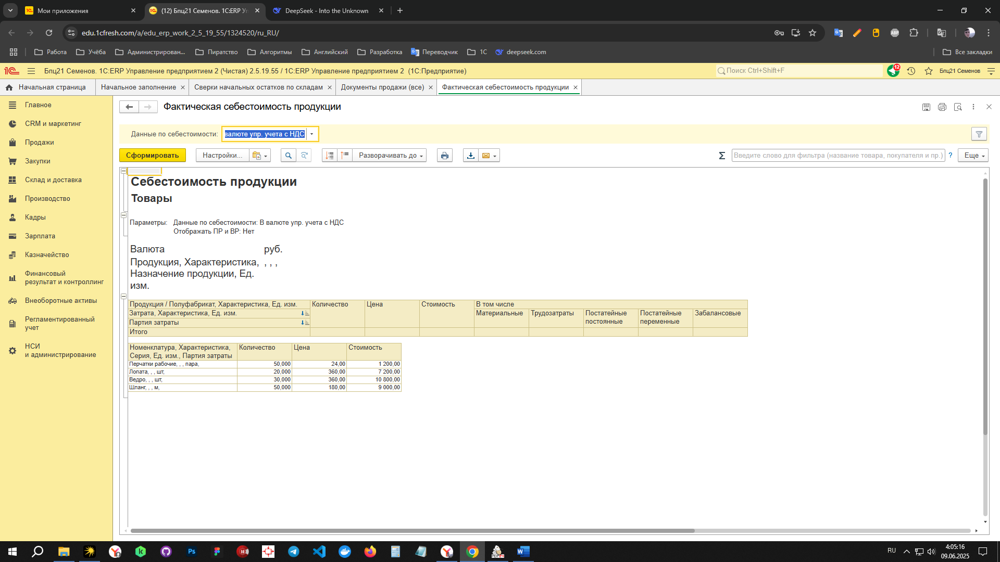 Мои приложения
(12) Бпц21 Семенов. 1С:ERP Уп
DeepSeek - Into the Unknown
edu.1cfresh.com/a/edu_erp_work_2_5_19_55/1324520/ru_RU/
Работа
Учёба
Администрирован...
Пиратство
Алгоритмы
Английский
Разработка
Переводчик
1С
deepseek.com
Все закладки
Бпц21 Семенов. 1С:ERP Управление предприятием 2 (Чистая) 2.5.19.55 / 1С:ERP Управление предприятием 2 (1С:Предприятие)
Поиск Ctrl+Shift+F
12
Бпц21 Семенов
Начальная страница
Начальное заполнение
Сверки начальных остатков по складам
Документы продажи (все)
Фактическая себестоимость продукции
Главное
CRM и маркетинг
Продажи
Закупки
Склад и доставка
Производство
Кадры
Зарплата
Казначейство
Финансовый
результат и контроллинг
Внеоборотные активы
Регламентированный
учет
НСИ
и администрирование
Фактическая себестоимость продукции
Данные по себестоимости:
валюте упр. учета с НДС
Сформировать
Настройки...
Разворачивать до
Σ
Введите слово для фильтра (название товара, покупателя и пр.)
?
Еще
Себестоимость продукции
Товары
Параметры: Данные по себестоимости: В валюте упр. учета с НДС
Отображать ПР и ВР: Нет
Валюта руб.
Продукция, Характеристика, , , ,
Назначение продукции, Ед.
изм.
Продукция / Полуфабрикат, Характеристика, Ед. изм. Количество Цена Стоимость В том числе
Затрата, Характеристика, Ед. изм. Материальные Трудозатраты Постатейные постоянные Постатейные переменные Забалансовые
Партия затраты
Итого
Номенклатура, Характеристика, Количество Цена Стоимость
Серия, Ед. изм., Партия затраты
Перчатки рабочие, , , пара, 50,000 24,00 1 200,00
Лопата, , , шт, 20,000 360,00 7 200,00
Ведро, , , шт, 30,000 360,00 10 800,00
Шланг, , , м, 50,000 180,00 9 000,00
RU
4:05:16
09.06.2025